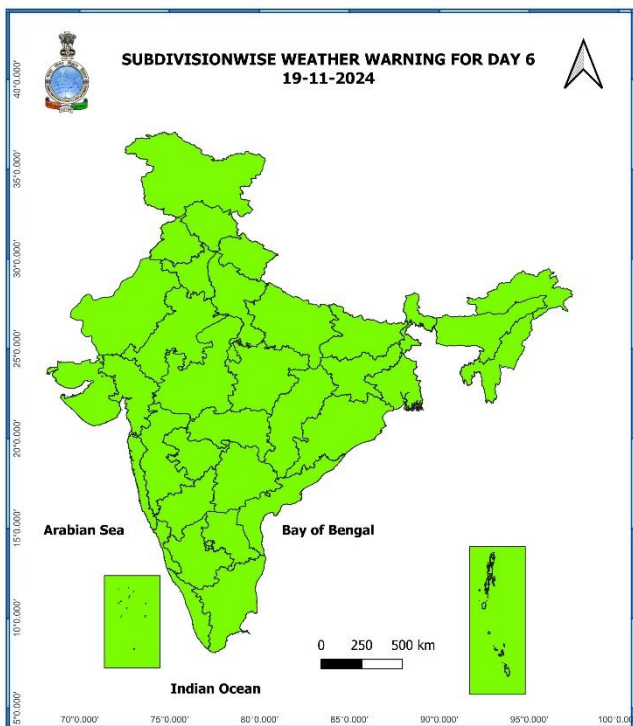 SUBDIVISIONWISE WEATHER WARNING FOR DAY 6
19-11-2024
40°0.000'
35°0.000'
30°0.000'
25°0.000'
20°0.000'
15°0.000'
10°0.000'
5°0.000'
Arabian Sea
Bay of Bengal
0 250 500 km
Indian Ocean
70°0.000' 75°0.000' 80°0.000' 85°0.000' 90°0.000' 95°0.000' 100°0.0